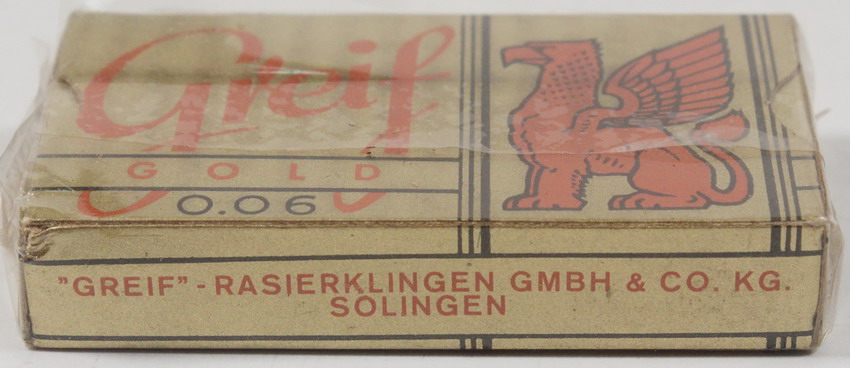 Greif
GOLD
0.06
"GREIF" - RASIERKLINGEN GMBH & CO. KG.
SOLINGEN